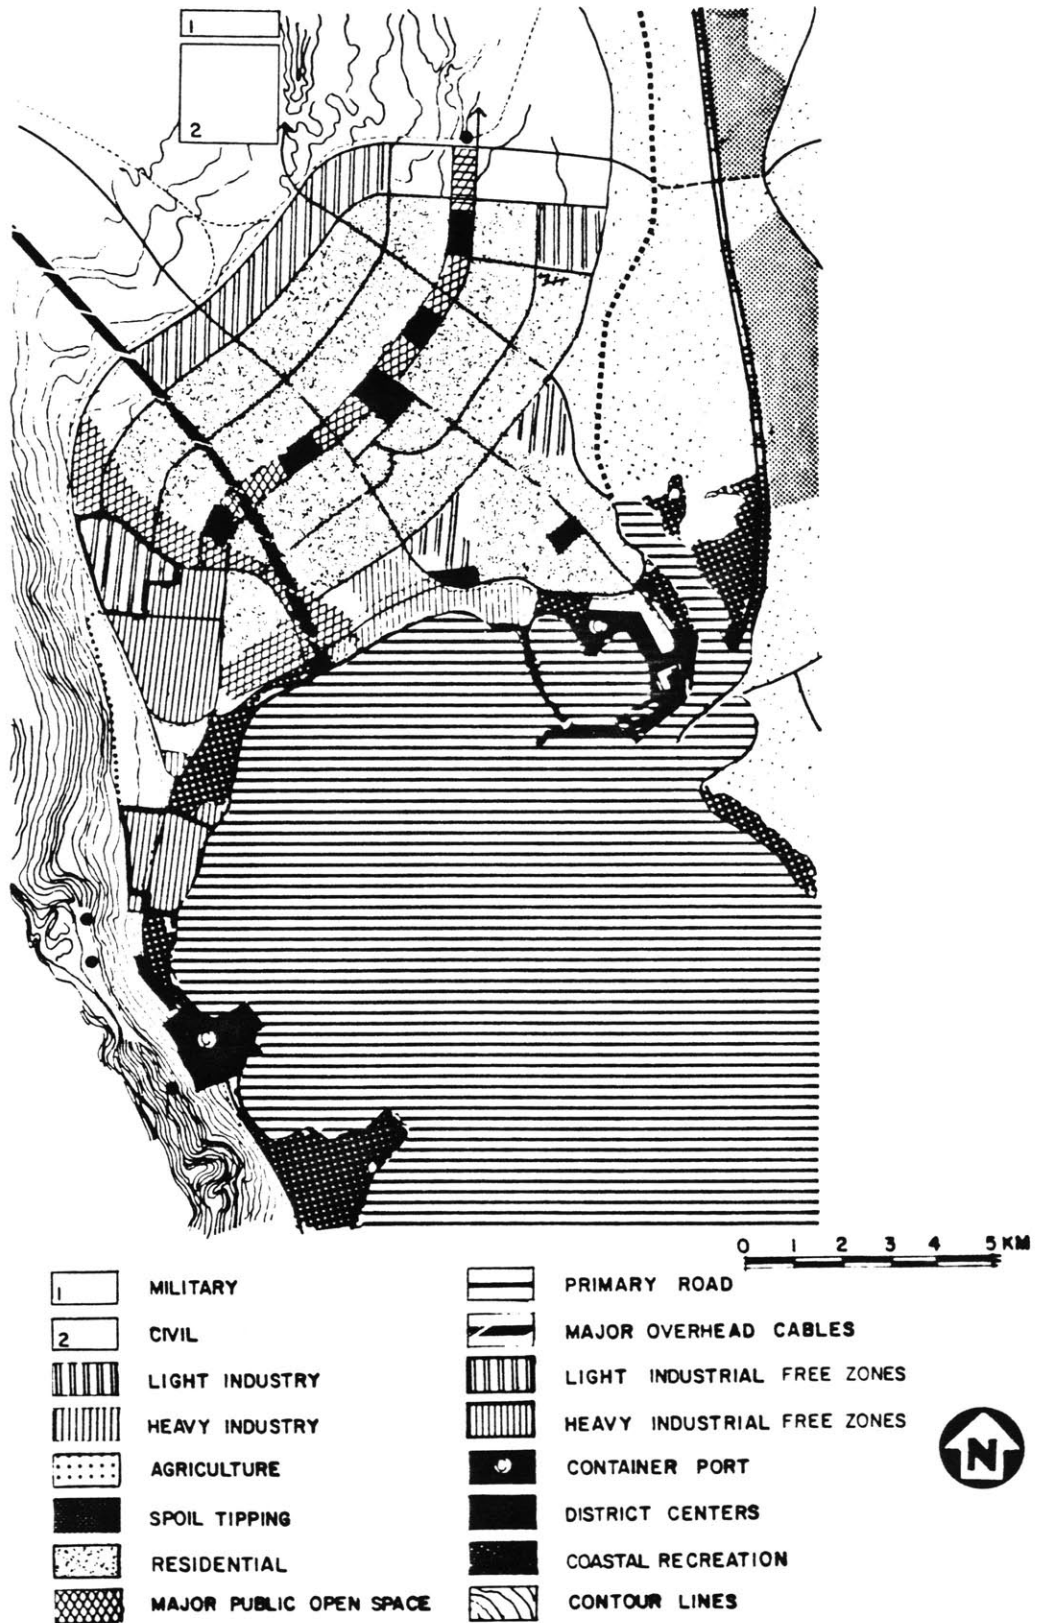 1
2
0 1 2 3 4 5 KM
1 MILITARY
2 CIVIL
LIGHT INDUSTRY
HEAVY INDUSTRY
AGRICULTURE
SPOIL TIPPING
RESIDENTIAL
MAJOR PUBLIC OPEN SPACE
PRIMARY ROAD
MAJOR OVERHEAD CABLES
LIGHT INDUSTRIAL FREE ZONES
HEAVY INDUSTRIAL FREE ZONES
CONTAINER PORT
DISTRICT CENTERS
COASTAL RECREATION
CONTOUR LINES
N